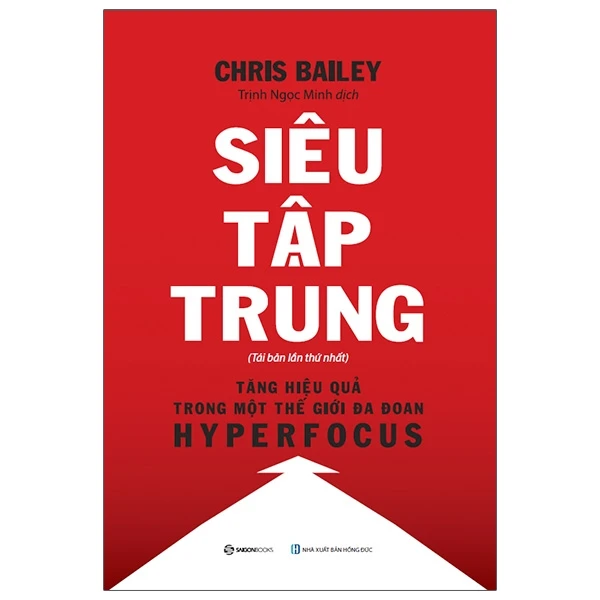 CHRIS BAILEY
Trịnh Ngọc Minh dịch
SIÊU
TẬP
TRUNG
(Tái bản lần thứ nhất)
TĂNG HIỆU QUẢ
TRONG MỘT THẾ GIỚI ĐA ĐOAN
HYPERFOCUS
SAIGONBOOKS
NHÀ XUẤT BẢN HỒNG ĐỨC